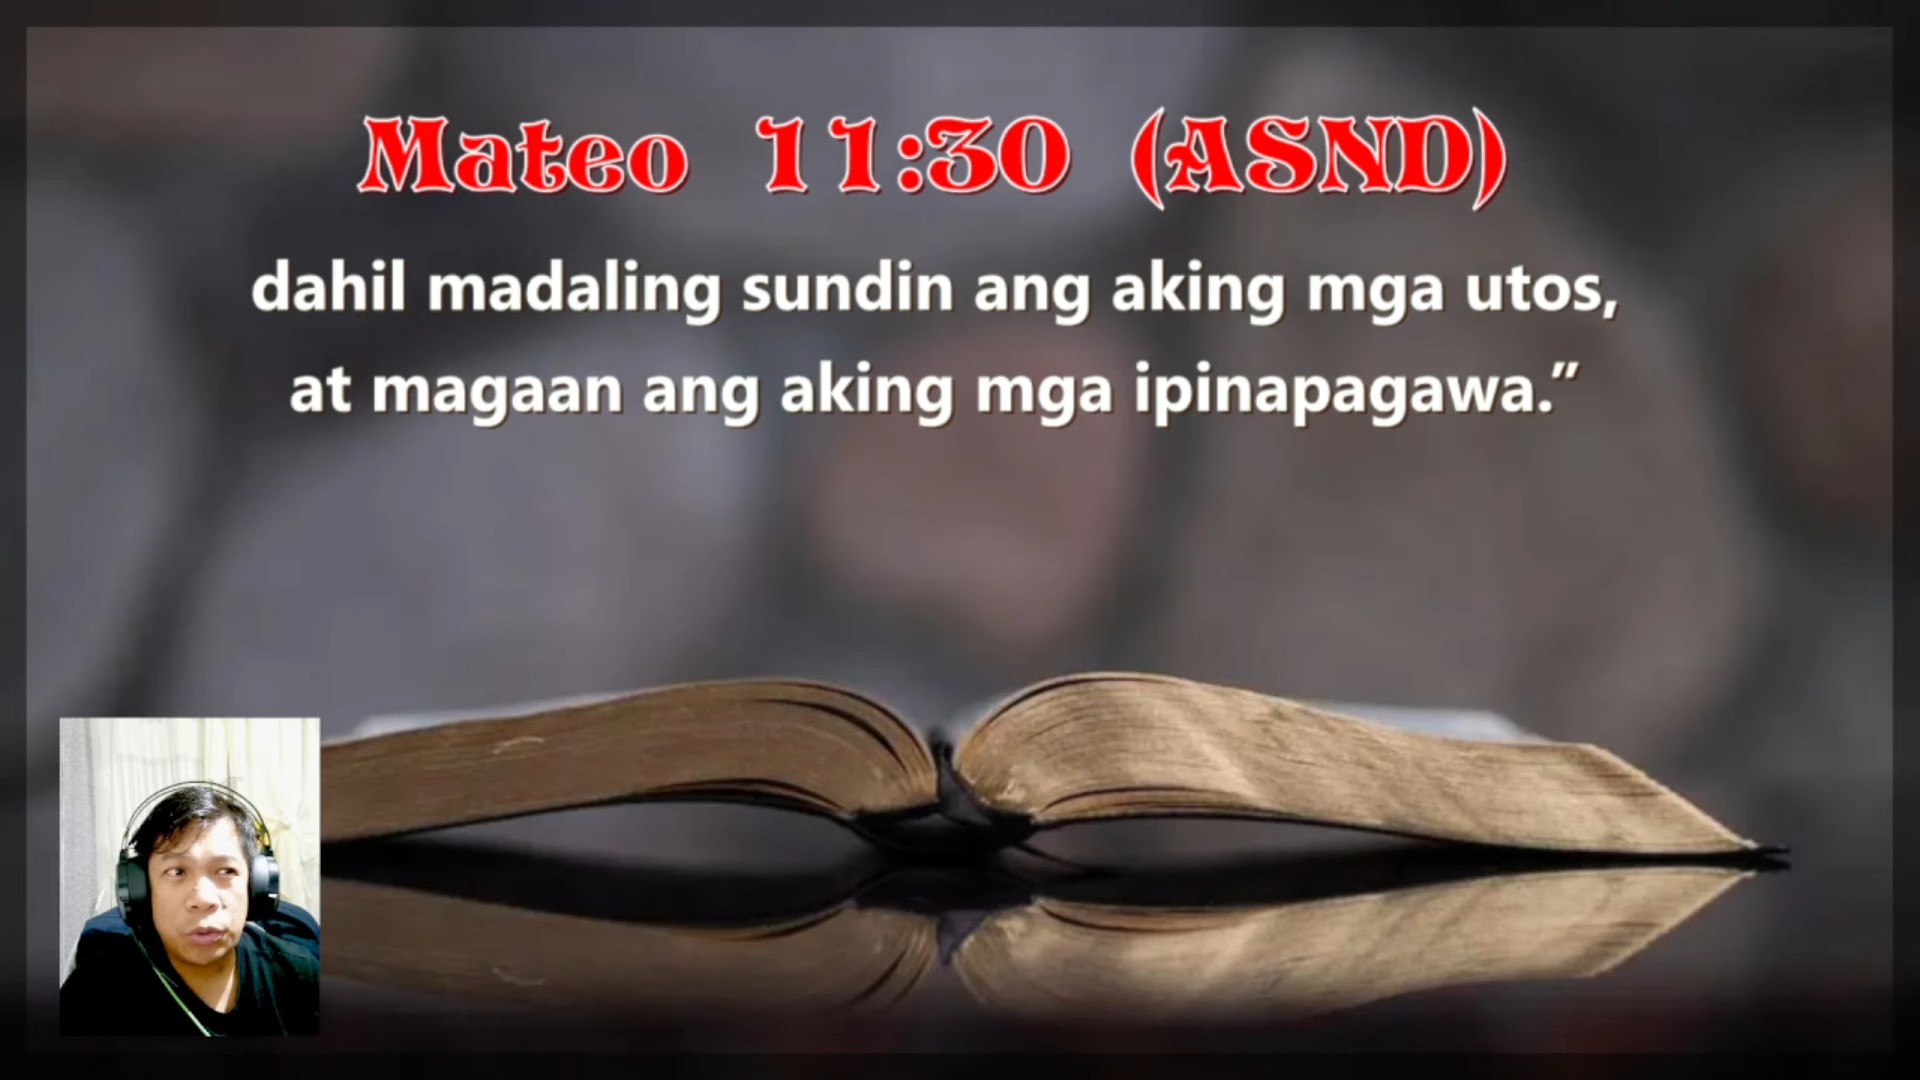 Mateo 11:30 (ASND)
dahil madaling sundin ang aking mga utos,
at magaan ang aking mga ipinapagawa.”